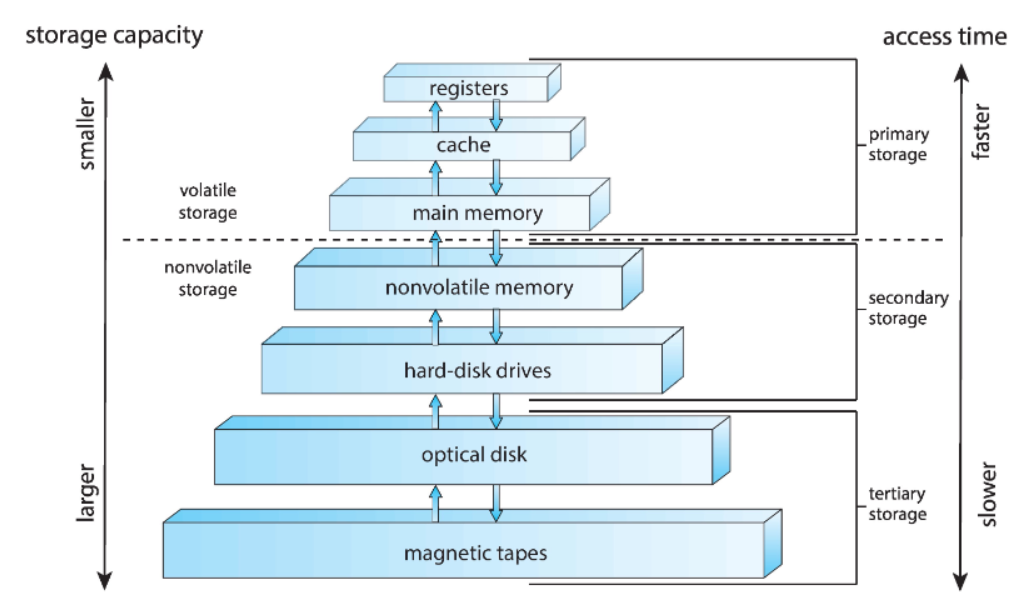 storage capacity
access time
smaller
faster
registers
cache
primary
storage
volatile
storage
main memory
nonvolatile
storage
nonvolatile memory
secondary
storage
hard-disk drives
optical disk
larger
slower
tertiary
storage
magnetic tapes